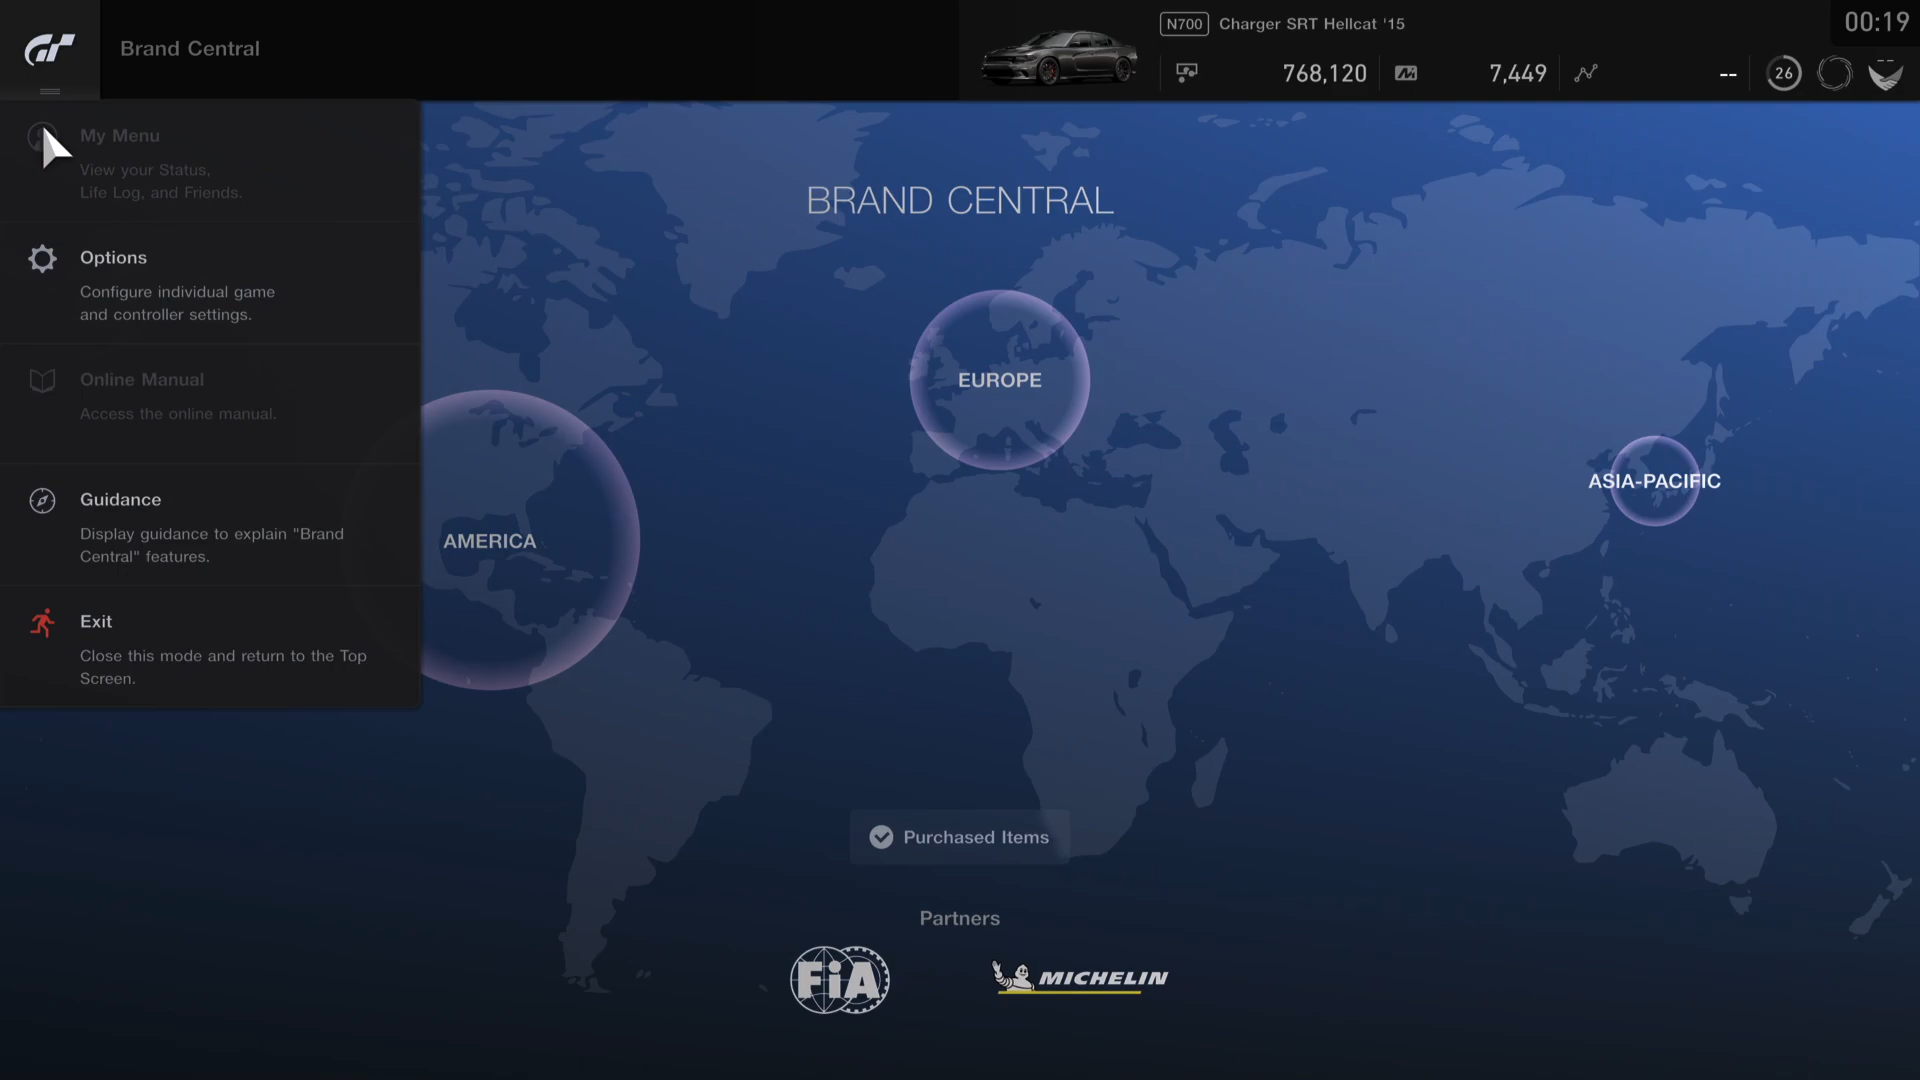 Brand Central
N700 Charger SRT Hellcat '15
00:19
768,120
7,449
--
26
--
My Menu
View your Status,
Life Log, and Friends.
Options
Configure individual game
and controller settings.
Online Manual
Access the online manual.
Guidance
Display guidance to explain "Brand
Central" features.
Exit
Close this mode and return to the Top
Screen.
BRAND CENTRAL
EUROPE
ASIA-PACIFIC
AMERICA
Purchased Items
Partners
FiA
MICHELIN